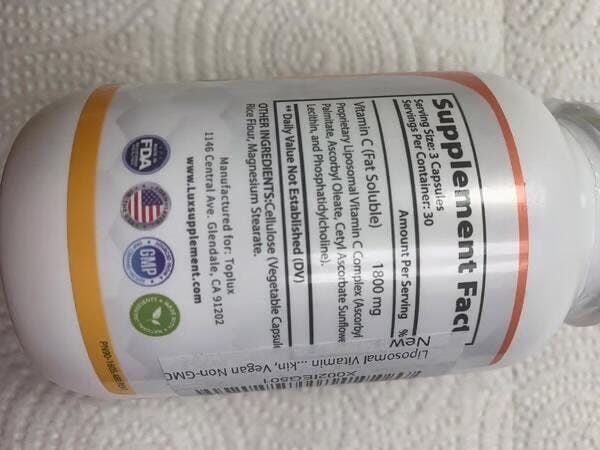 Supplement Fact
Serving Size: 3 Capsules
Servings Per Container: 30
Amount Per Serving %
Vitamin C (Fat Soluble) 1800 mg
Proprietary Liposomal Vitamin C Complex (Ascorbyl
Palmitate, Ascorbyl Oleate, Cetyl Ascorbate Sunflowe
Lecithin, and Phosphatidylcholine).
** Daily Value Not Established (DV)
OTHER INGREDIENTS:Cellulose (Vegetable Capsule
Rice Flour, Magnesium Stearate.
Manufactured for: Toplux
1146 Central Ave. Glendale, CA 91202
www.Luxsupplement.com
FDA
GMP
X002IEG501
Liposomal Vitamin ...kin, Vegan Non-GMO
New